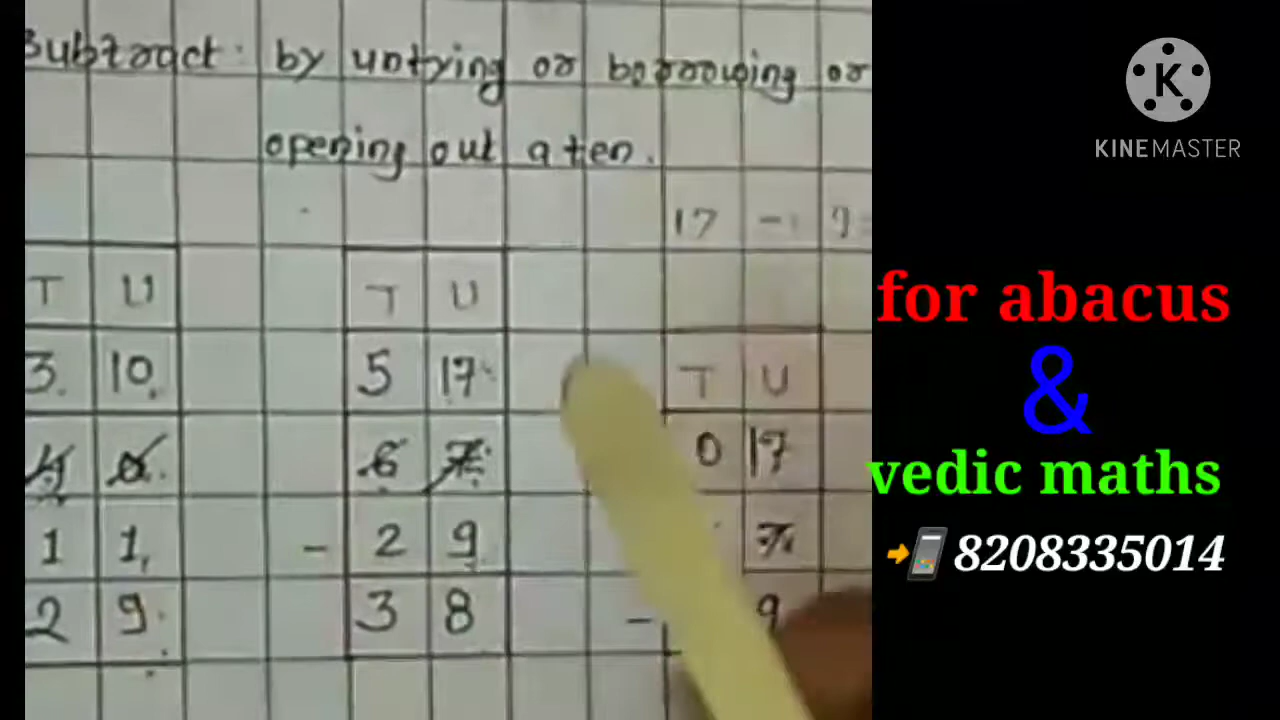 Subtract: by untying or borrowing or
opening out a ten.
17 - 9 =
T U
3 10
4 0
1 1
2 9
T U
5 17
6 7
- 2 9
3 8
T U
0 17
7
- 9
KINEMASTER
for abacus
&
vedic maths
8208335014